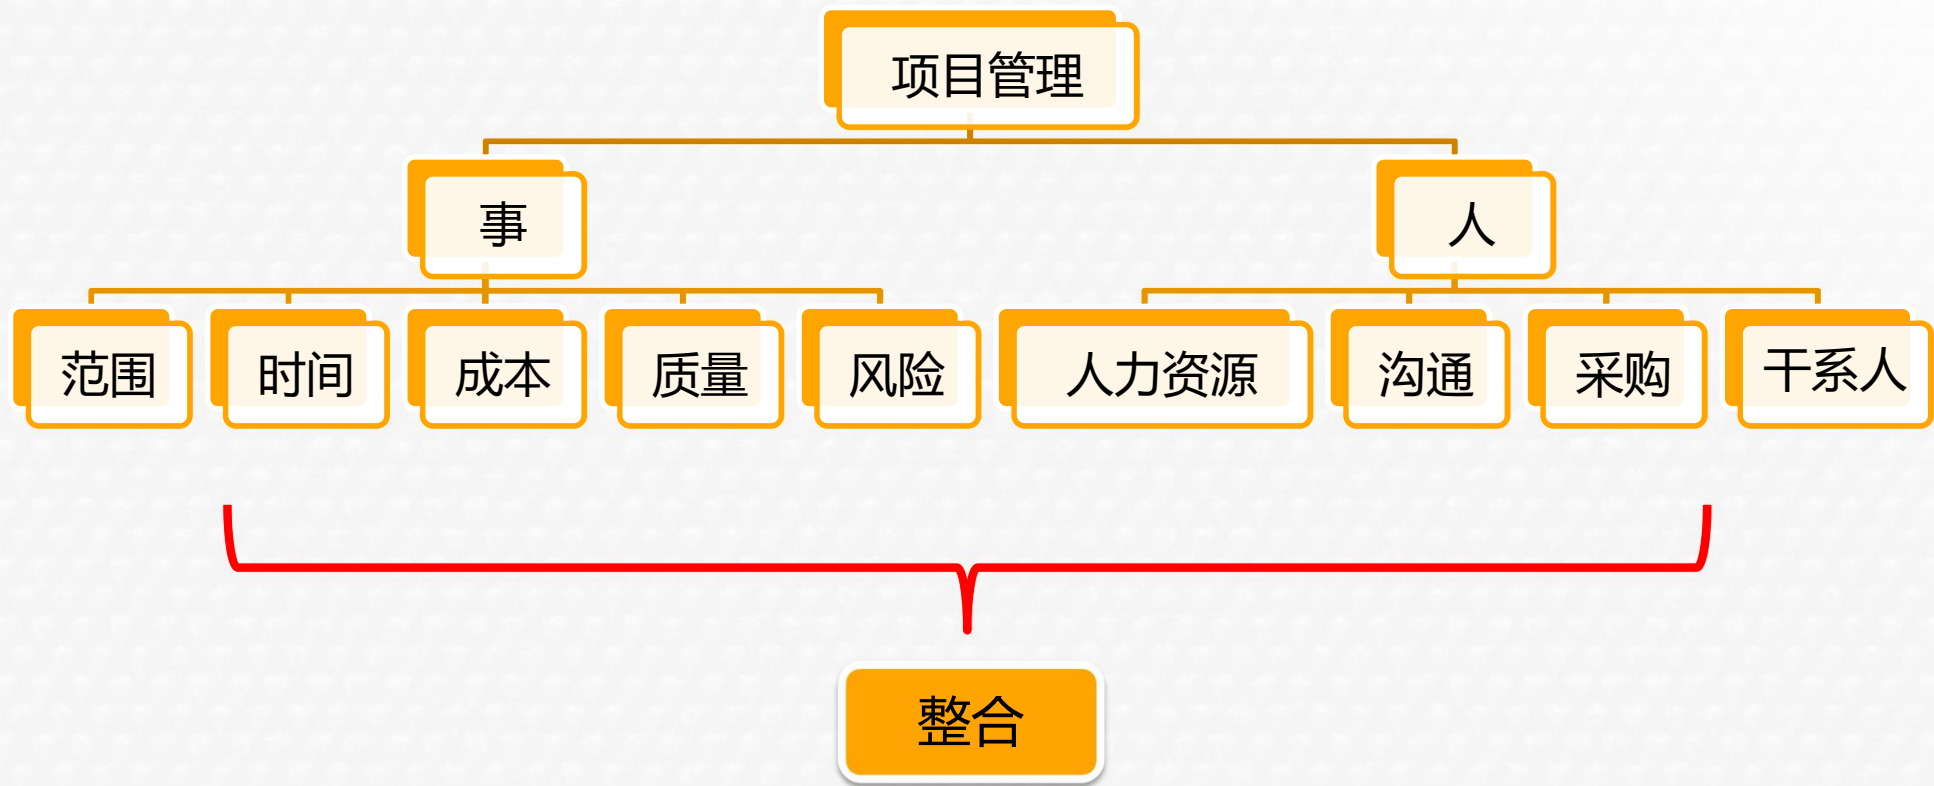 项目管理
事
人
范围
时间
成本
质量
风险
人力资源
沟通
采购
干系人
整合